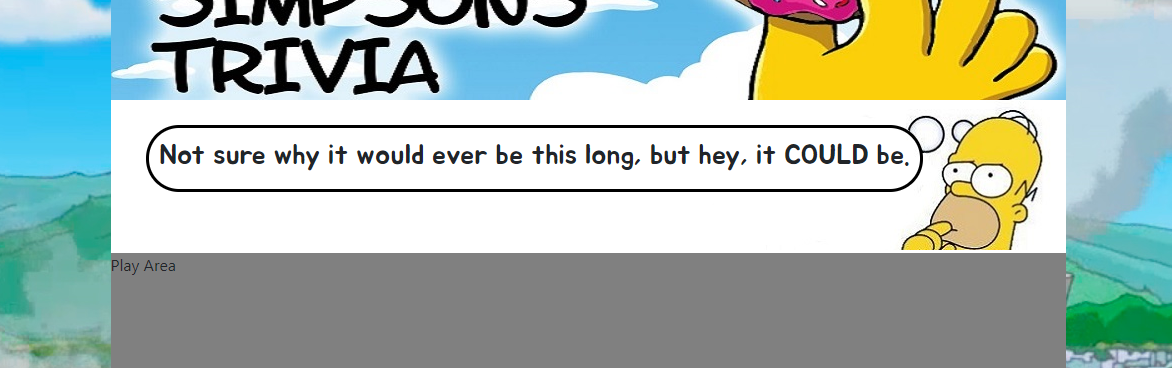 SIMPSONS
TRIVIA
Not sure why it would ever be this long, but hey, it COULD be.
Play Area